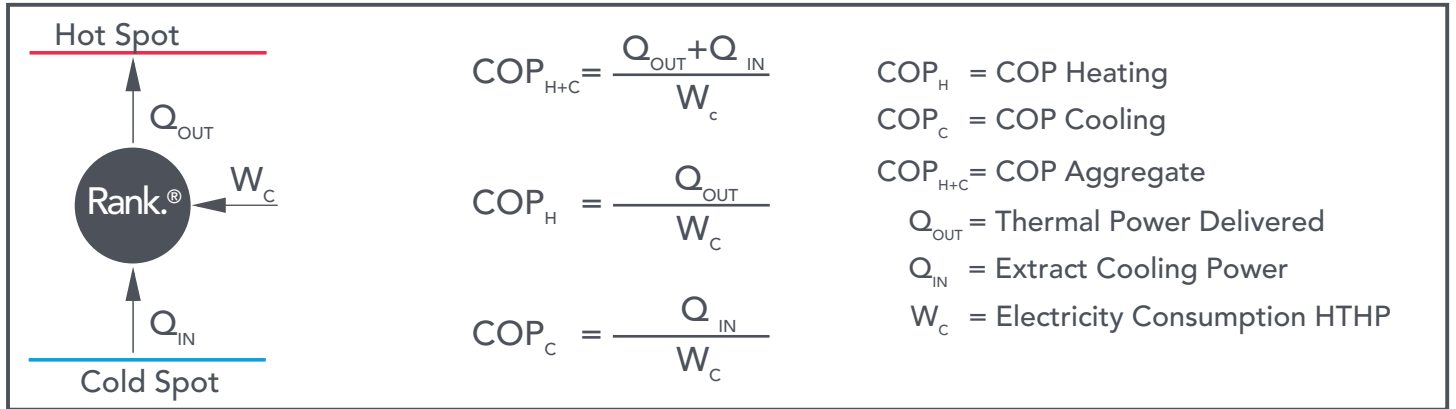 Hot Spot
Q_OUT
Rank.®
W_C
Q_IN
Cold Spot
COP_H+C = (Q_OUT+Q_IN) / W_c
COP_H = Q_OUT / W_C
COP_C = Q_IN / W_C
COP_H = COP Heating
COP_C = COP Cooling
COP_H+C = COP Aggregate
Q_OUT = Thermal Power Delivered
Q_IN = Extract Cooling Power
W_C = Electricity Consumption HTHP